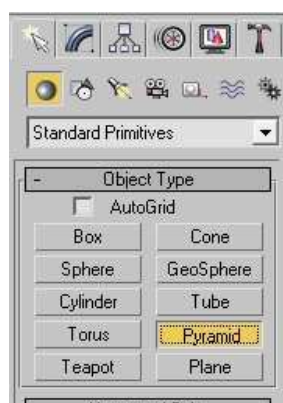 Standard Primitives
- Object Type
AutoGrid
Box Cone
Sphere GeoSphere
Cylinder Tube
Torus Pyramid
Teapot Plane